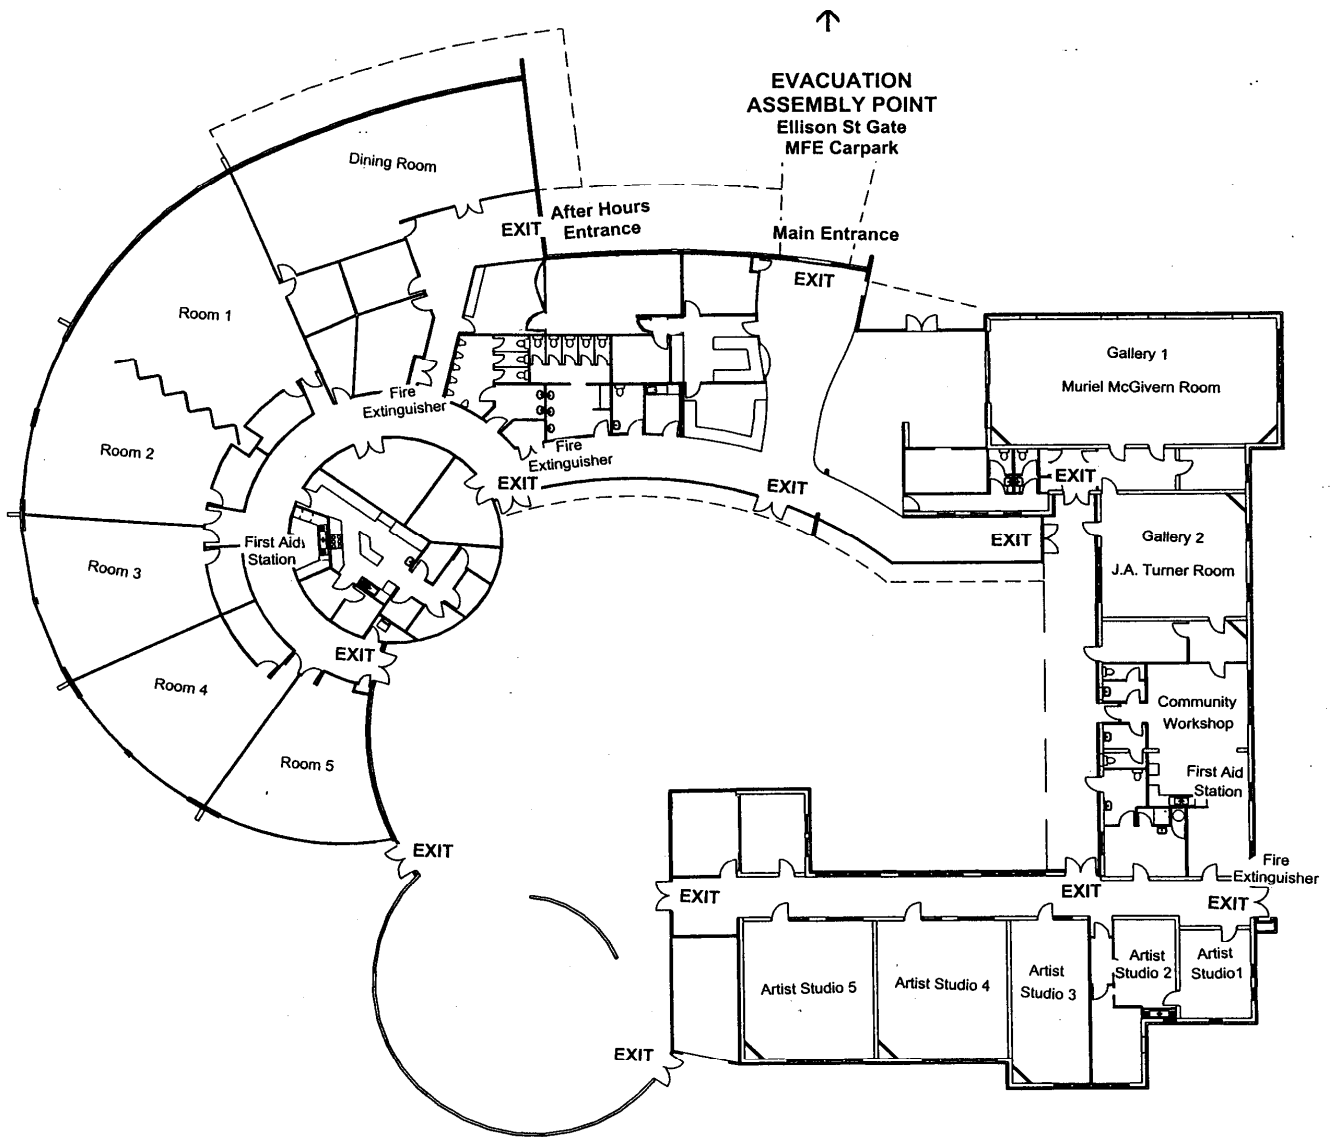 EVACUATION
ASSEMBLY POINT
Ellison St Gate
MFE Carpark
Dining Room
After Hours
Entrance
EXIT
Main Entrance
EXIT
Room 1
Gallery 1
Muriel McGivern Room
Fire
Extinguisher
Room 2
Fire
Extinguisher
EXIT
EXIT
EXIT
First Aid
Station
EXIT
Gallery 2
J.A. Turner Room
Room 3
EXIT
Room 4
Community
Workshop
Room 5
First Aid
Station
EXIT
Fire
Extinguisher
EXIT
EXIT
EXIT
Artist Studio 5
Artist Studio 4
Artist
Studio 3
Artist
Studio 2
Artist
Studio1
EXIT